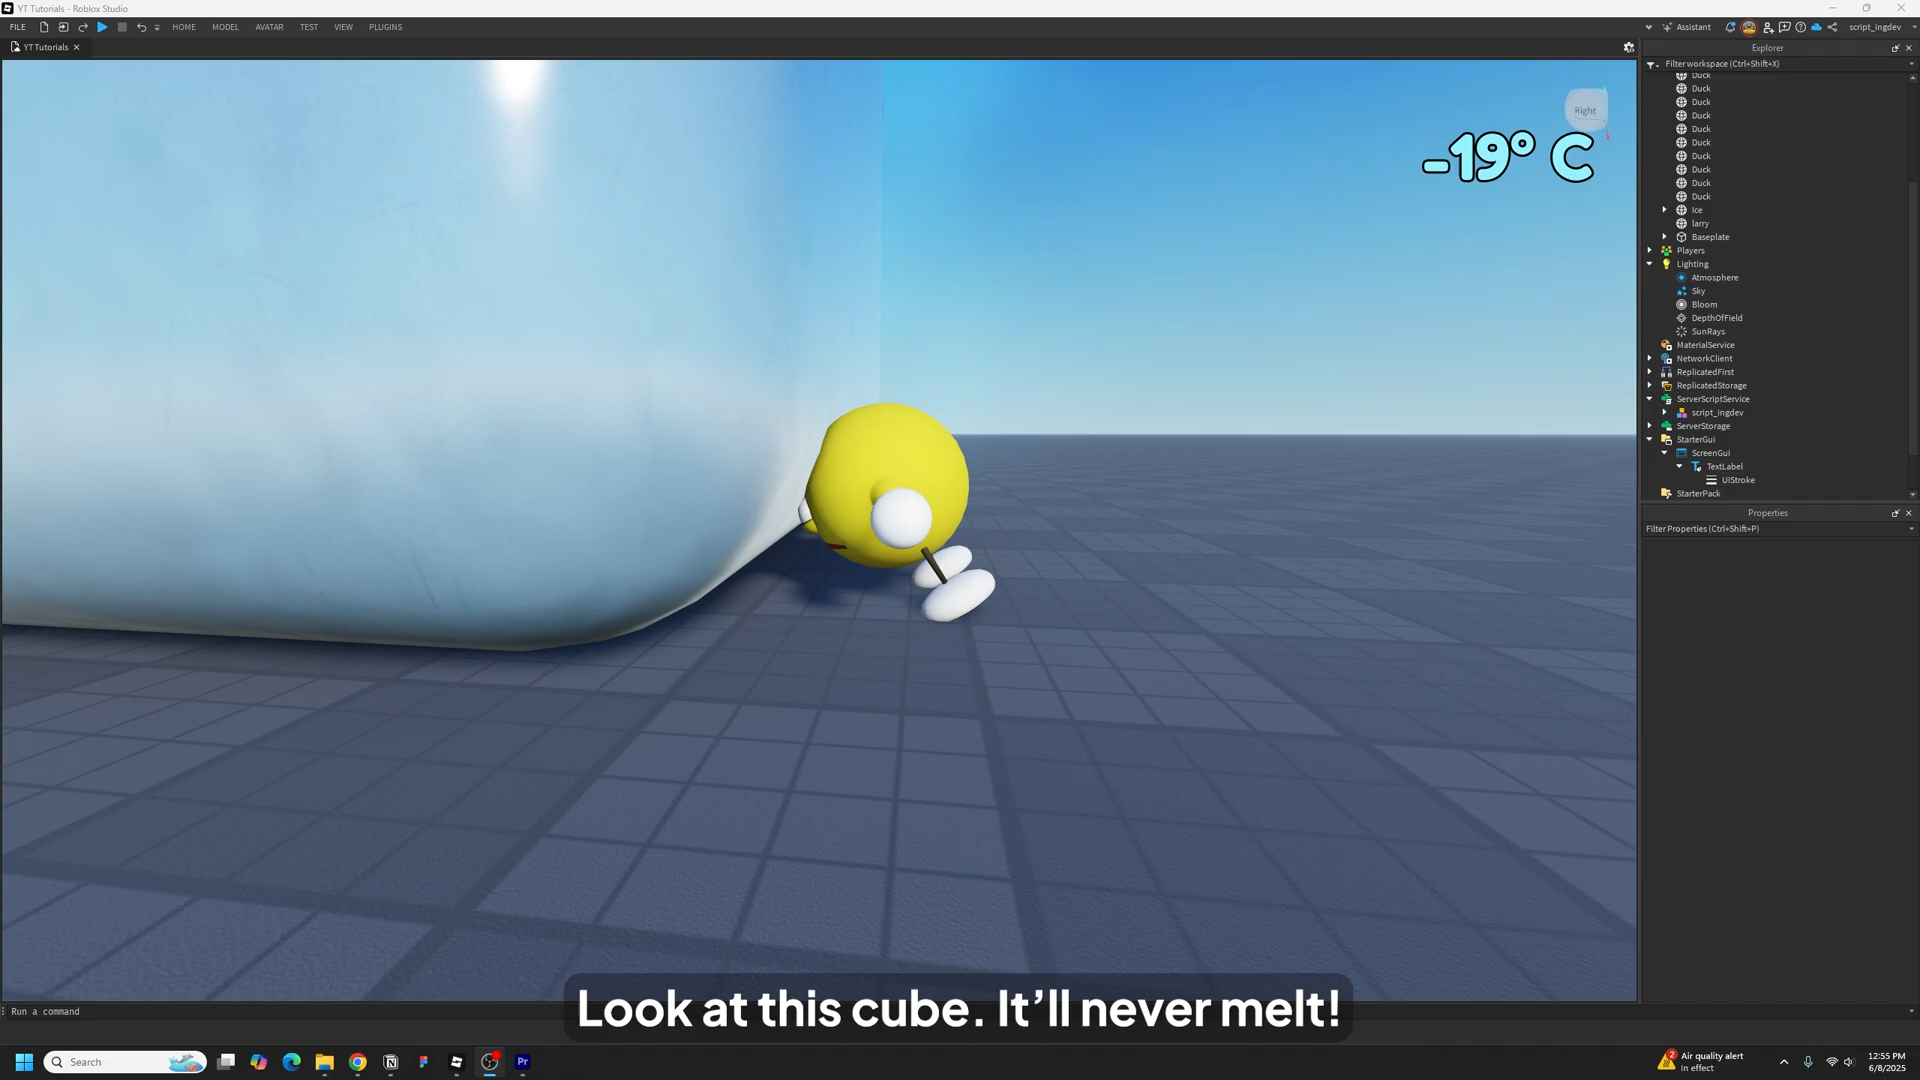 YT Tutorials - Roblox Studio
FILE HOME MODEL AVATAR TEST VIEW PLUGINS Assistant script_ingdev
YT Tutorials
Explorer
Filter workspace (Ctrl+Shift+X)
Duck
Duck
Duck
Duck
Duck
Duck
Duck
Duck
Duck
Duck
Ice
larry
Baseplate
Players
Lighting
Atmosphere
Sky
Bloom
DepthOfField
SunRays
MaterialService
NetworkClient
ReplicatedFirst
ReplicatedStorage
ServerScriptService
script_ingdev
ServerStorage
StarterGui
ScreenGui
TextLabel
UIStroke
StarterPack
Properties
Filter Properties (Ctrl+Shift+P)
Right
-19° C
Look at this cube. It’ll never melt!
Run a command
Search
Pr
2
Air quality alert
In effect
12:55 PM
6/8/2025